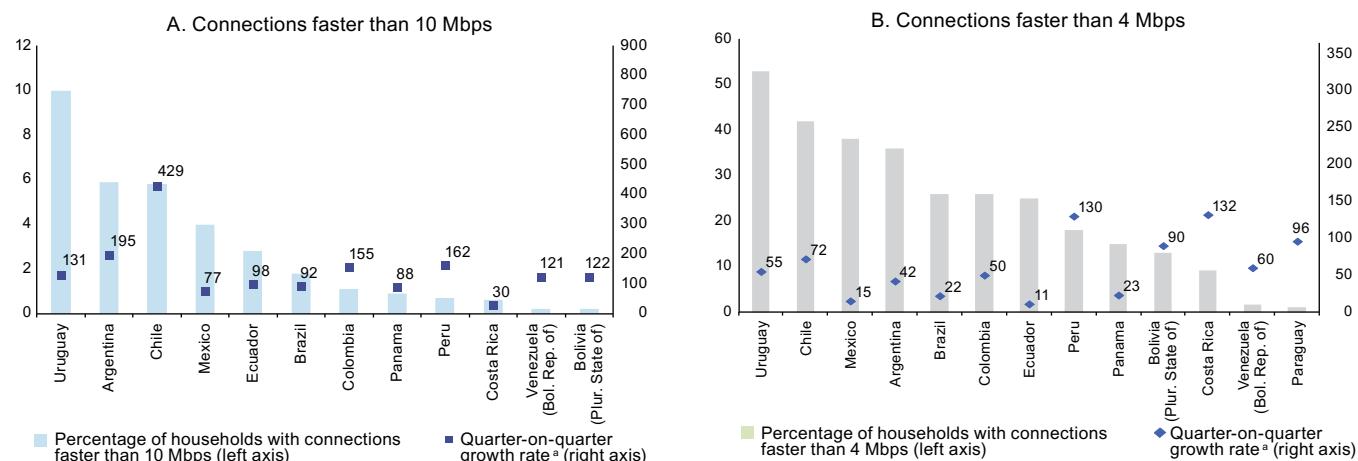 A. Connections faster than 10 Mbps
12
10
8
6
4
2
0
900
800
700
600
500
400
300
200
100
0
131
195
429
77
98
92
155
88
162
30
121
122
Uruguay
Argentina
Chile
Mexico
Ecuador
Brazil
Colombia
Panama
Peru
Costa Rica
Venezuela
(Bol. Rep. of)
Bolivia
(Plur. State of)
Percentage of households with connections
faster than 10 Mbps (left axis)
Quarter-on-quarter
growth rate a (right axis)
B. Connections faster than 4 Mbps
60
50
40
30
20
10
0
350
300
250
200
150
100
50
0
55
72
15
42
22
50
11
130
23
90
132
60
96
Uruguay
Chile
Mexico
Argentina
Brazil
Colombia
Ecuador
Peru
Panama
Bolivia
(Plur. State of)
Costa Rica
Venezuela
(Bol. Rep. of)
Paraguay
Percentage of households with connections
faster than 4 Mbps (left axis)
Quarter-on-quarter
growth rate a (right axis)